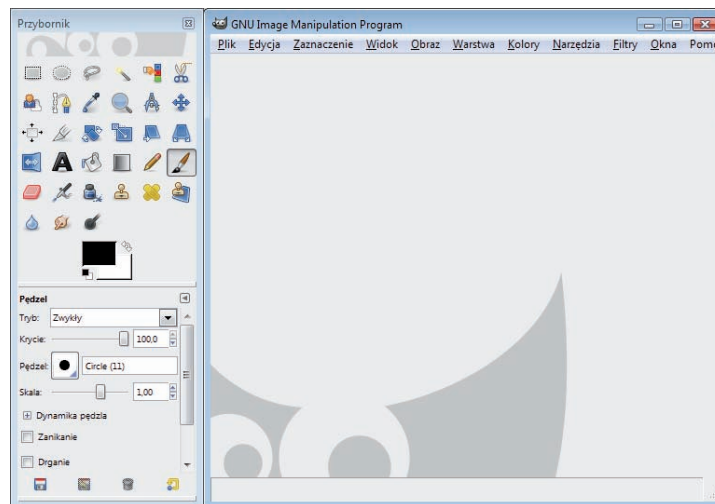 Przybornik
GNU Image Manipulation Program
Plik Edycja Zaznaczenie Widok Obraz Warstwa Kolory Narzędzia Filtry Okna Pomo
Pędzel
Tryb: Zwykły
Krycie: 100,0
Pędzel: Circle (11)
Skala: 1,00
Dynamika pędzla
Zanikanie
Drganie